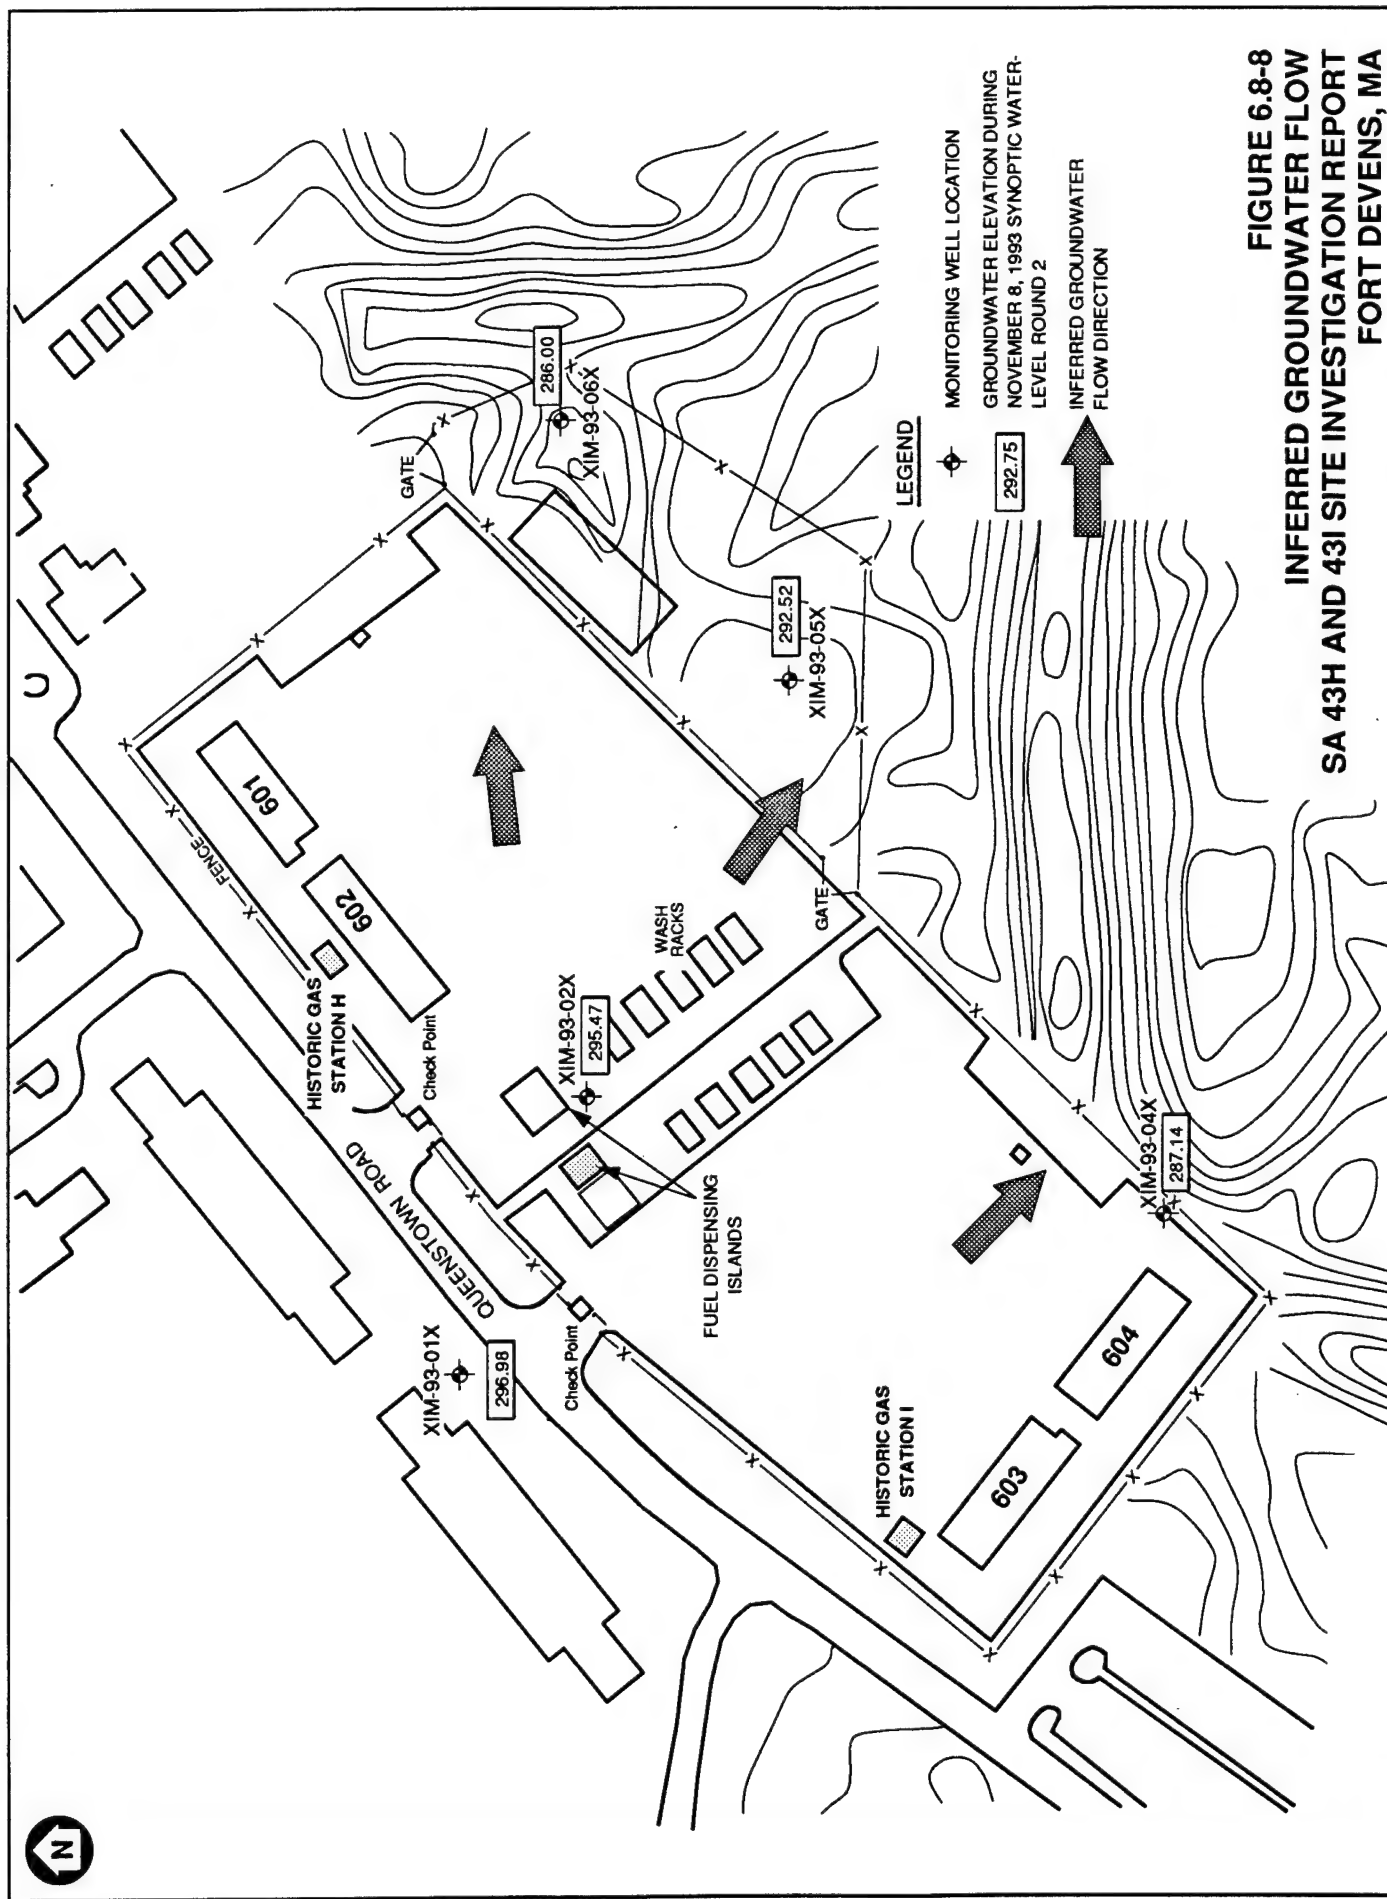 N
U
601
602
FENCE
HISTORIC GAS
STATION H
Check Point
QUEENSTOWN ROAD
XIM-93-01X
296.98
Check Point
FUEL DISPENSING
ISLANDS
XIM-93-02X
295.47
WASH
RACKS
GATE
GATE
286.00
XIM-93-06X
292.52
XIM-93-05X
HISTORIC GAS
STATION I
603
604
XIM-93-04X
287.14
LEGEND
MONITORING WELL LOCATION
292.75
GROUNDWATER ELEVATION DURING
NOVEMBER 8, 1993 SYNOPTIC WATER-
LEVEL ROUND 2
INFERRED GROUNDWATER
FLOW DIRECTION
FIGURE 6.8-8
INFERRED GROUNDWATER FLOW
SA 43H AND 43I SITE INVESTIGATION REPORT
FORT DEVENS, MA